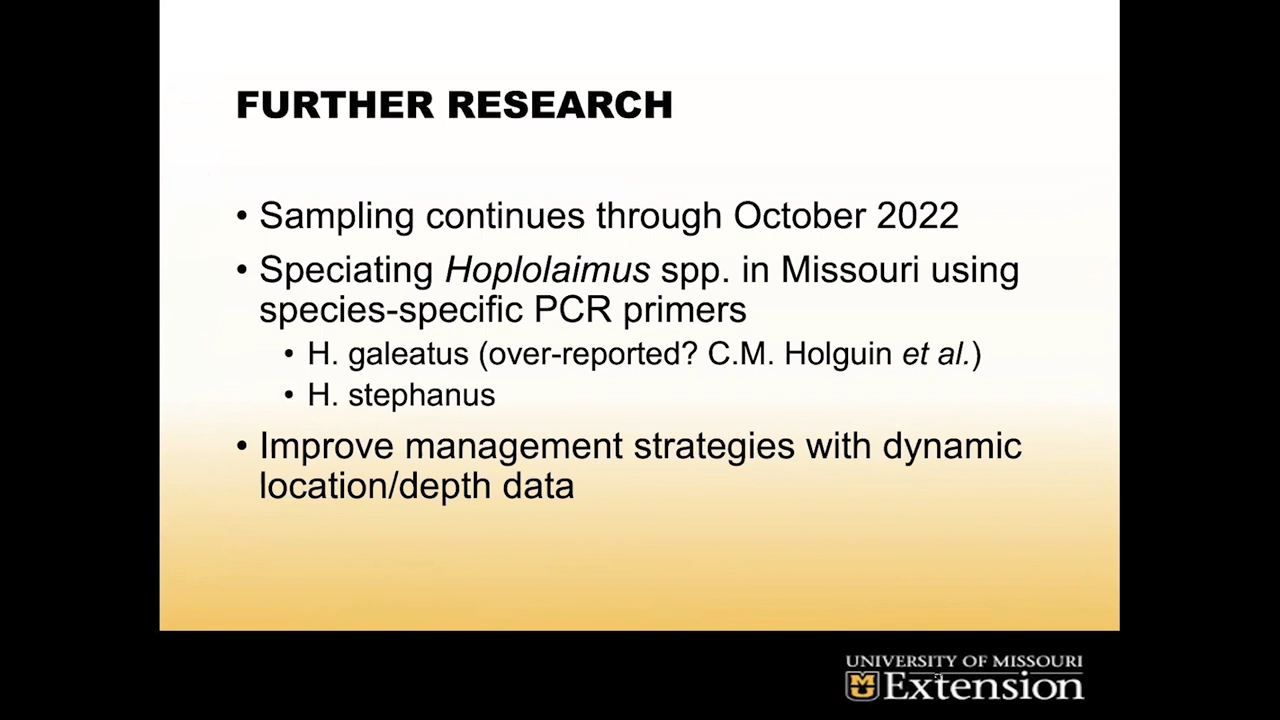 FURTHER RESEARCH
• Sampling continues through October 2022
• Speciating Hoplolaimus spp. in Missouri using
species-specific PCR primers
• H. galeatus (over-reported? C.M. Holguin et al.)
• H. stephanus
• Improve management strategies with dynamic
location/depth data
UNIVERSITY OF MISSOURI
MU Extension